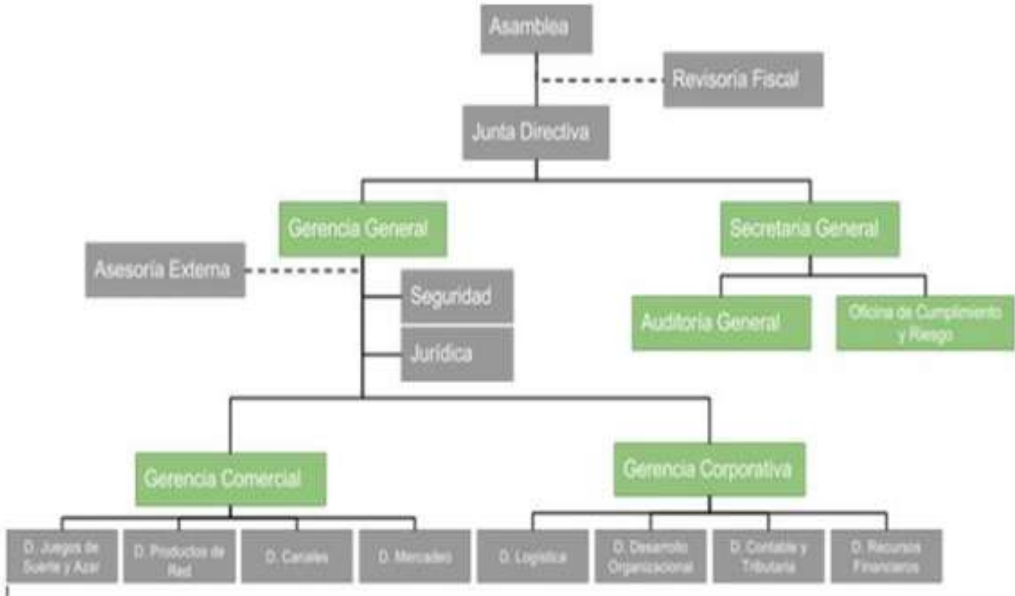 Asamblea
Revisoría Fiscal
Junta Directiva
Gerencia General
Secretaria General
Asesoría Externa
Seguridad
Auditoría General
Oficina de Cumplimiento
y Riesgo
Jurídica
Gerencia Comercial
Gerencia Corporativa
D. Juegos de
Suerte y Azar
D. Productos de
Red
D. Canales
D. Mercadeo
D. Logística
D. Desarrollo
Organizacional
D. Contable y
Tributaria
D. Recursos
Financieros